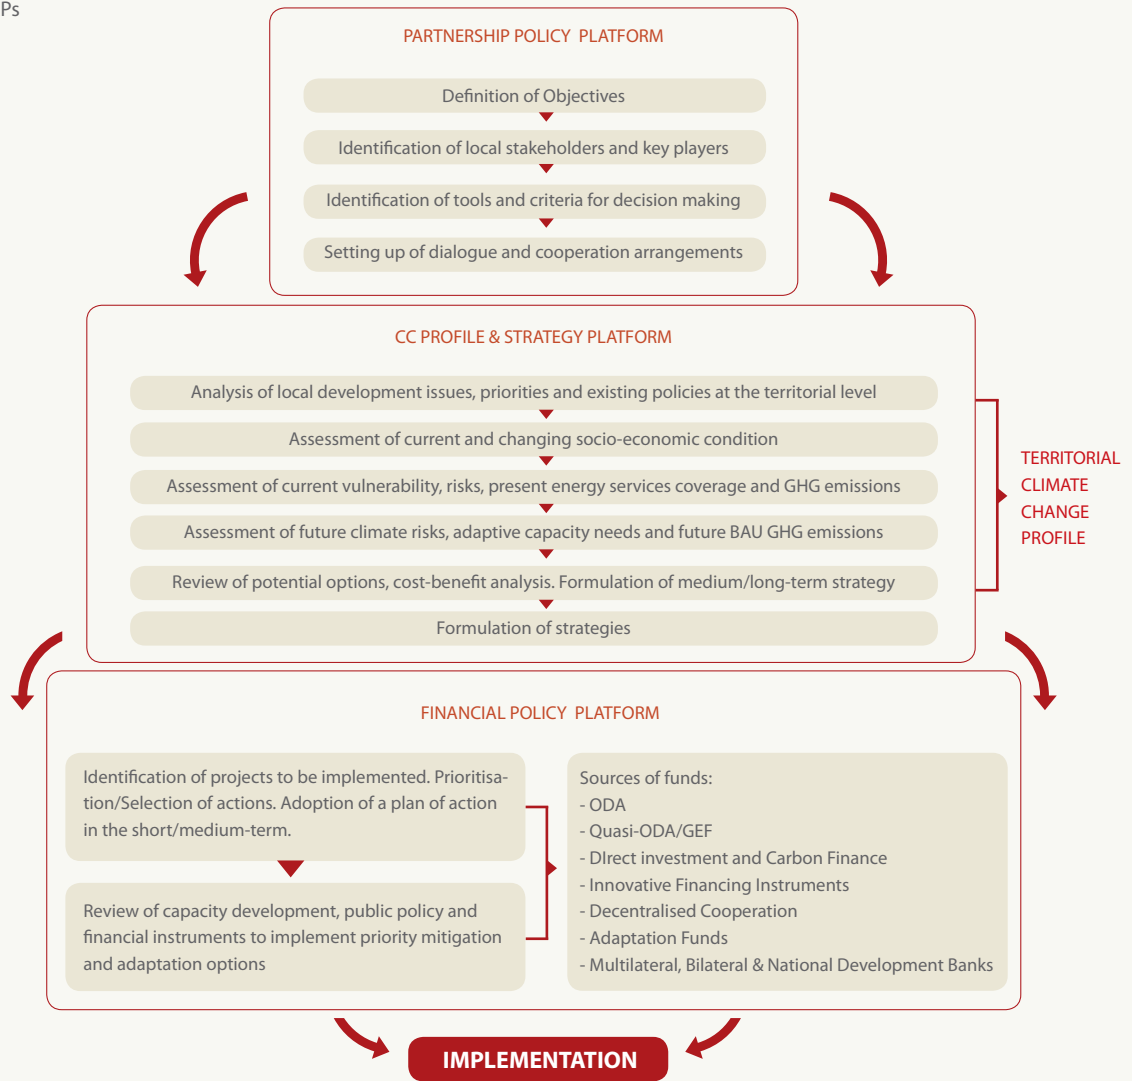 Ps
PARTNERSHIP POLICY PLATFORM
Definition of Objectives
Identification of local stakeholders and key players
Identification of tools and criteria for decision making
Setting up of dialogue and cooperation arrangements
CC PROFILE & STRATEGY PLATFORM
Analysis of local development issues, priorities and existing policies at the territorial level
Assessment of current and changing socio-economic condition
Assessment of current vulnerability, risks, present energy services coverage and GHG emissions
Assessment of future climate risks, adaptive capacity needs and future BAU GHG emissions
Review of potential options, cost-benefit analysis. Formulation of medium/long-term strategy
Formulation of strategies
TERRITORIAL
CLIMATE
CHANGE
PROFILE
FINANCIAL POLICY PLATFORM
Identification of projects to be implemented. Prioritisa-
tion/Selection of actions. Adoption of a plan of action
in the short/medium-term.
Review of capacity development, public policy and
financial instruments to implement priority mitigation
and adaptation options
Sources of funds:
- ODA
- Quasi-ODA/GEF
- DIrect investment and Carbon Finance
- Innovative Financing Instruments
- Decentralised Cooperation
- Adaptation Funds
- Multilateral, Bilateral & National Development Banks
IMPLEMENTATION